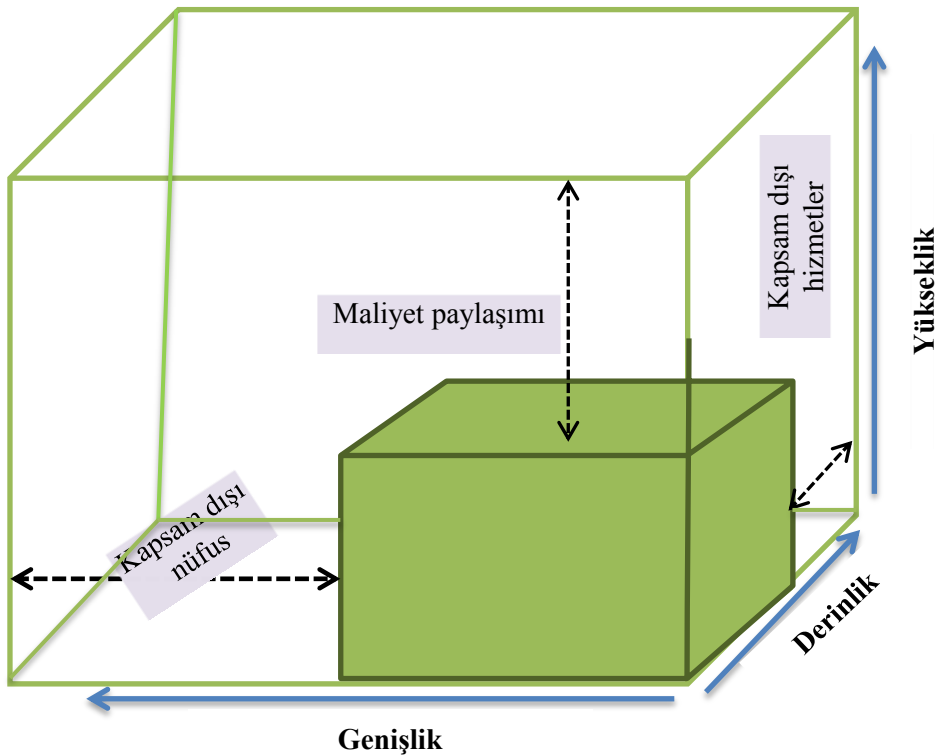 Kapsam dışı
hizmetler
Yükseklik
Maliyet paylaşımı
Kapsam dışı
nüfus
Derinlik
Genişlik